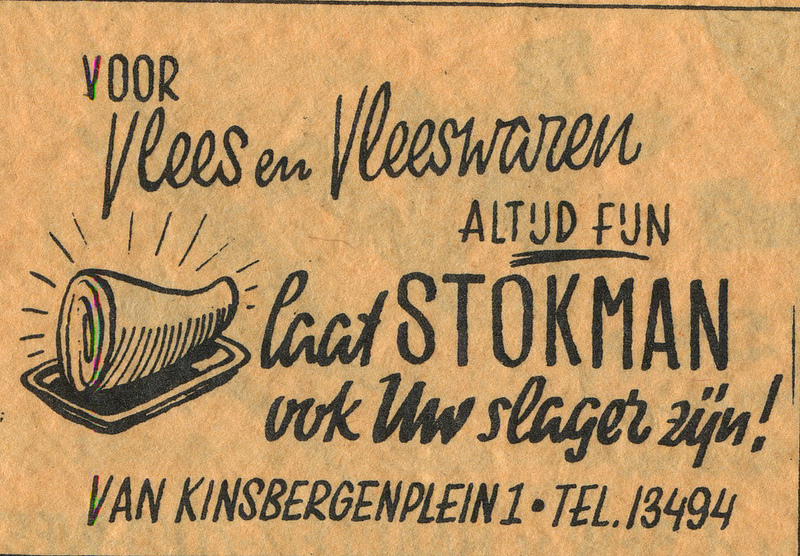 VOOR
Vlees en Vleeswaren
ALTIJD FIJN
laat STOKMAN
ook Uw slager zijn!
VAN KINSBERGENPLEIN 1 • TEL. 13494